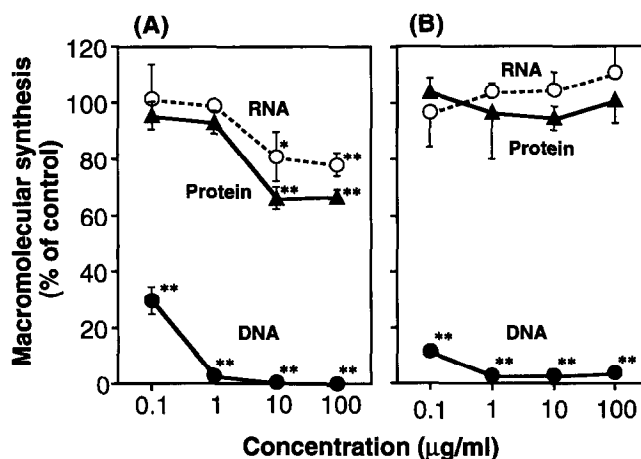 (A) (B)
Macromolecular synthesis
(% of control)
120
100
80
60
40
20
0
RNA
*
**
Protein
**
**
**
DNA
**
**
**
0.1 1 10 100
RNA
Protein
DNA
**
**
**
**
0.1 1 10 100
Concentration (μg/ml)